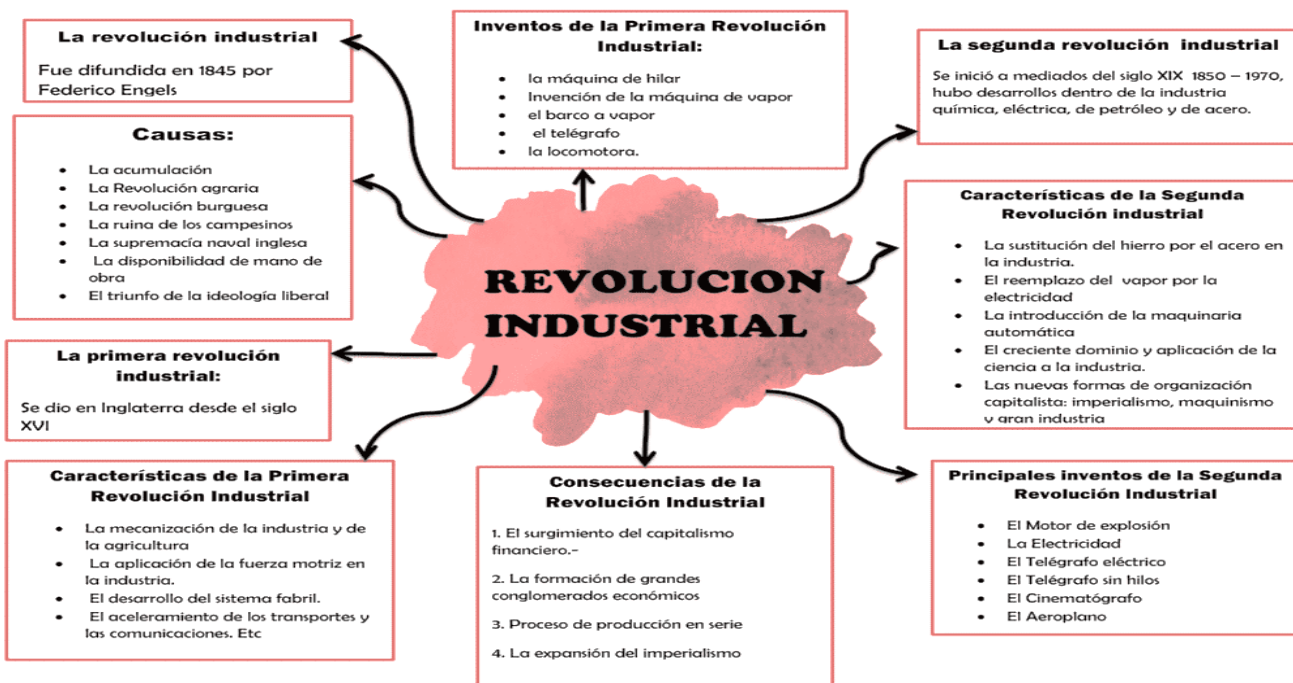 La revolución industrial
Fue difundida en 1845 por
Federico Engels
Causas:
• La acumulación
• La Revolución agraria
• La revolución burguesa
• La ruina de los campesinos
• La supremacía naval inglesa
• La disponibilidad de mano de
obra
• El triunfo de la ideología liberal
La primera revolución
industrial:
Se dio en Inglaterra desde el siglo
XVI
Características de la Primera
Revolución Industrial
• La mecanización de la industria y de
la agricultura
• La aplicación de la fuerza motriz en
la industria.
• El desarrollo del sistema fabril.
• El aceleramiento de los transportes y
las comunicaciones. Etc
Inventos de la Primera Revolución
Industrial:
• la máquina de hilar
• Invención de la máquina de vapor
• el barco a vapor
• el telégrafo
• la locomotora.
REVOLUCION
INDUSTRIAL
Consecuencias de la
Revolución Industrial
1. El surgimiento del capitalismo
financiero.-
2. La formación de grandes
conglomerados económicos
3. Proceso de producción en serie
4. La expansión del imperialismo
La segunda revolución industrial
Se inició a mediados del siglo XIX 1850 – 1970,
hubo desarrollos dentro de la industria
química, eléctrica, de petróleo y de acero.
Características de la Segunda
Revolución industrial
• La sustitución del hierro por el acero en
la industria.
• El reemplazo del vapor por la
electricidad
• La introducción de la maquinaria
automática
• El creciente dominio y aplicación de la
ciencia a la industria.
• Las nuevas formas de organización
capitalista: imperialismo, maquinismo
y gran industria
Principales inventos de la Segunda
Revolución Industrial
• El Motor de explosión
• La Electricidad
• El Telégrafo eléctrico
• El Telégrafo sin hilos
• El Cinematógrafo
• El Aeroplano